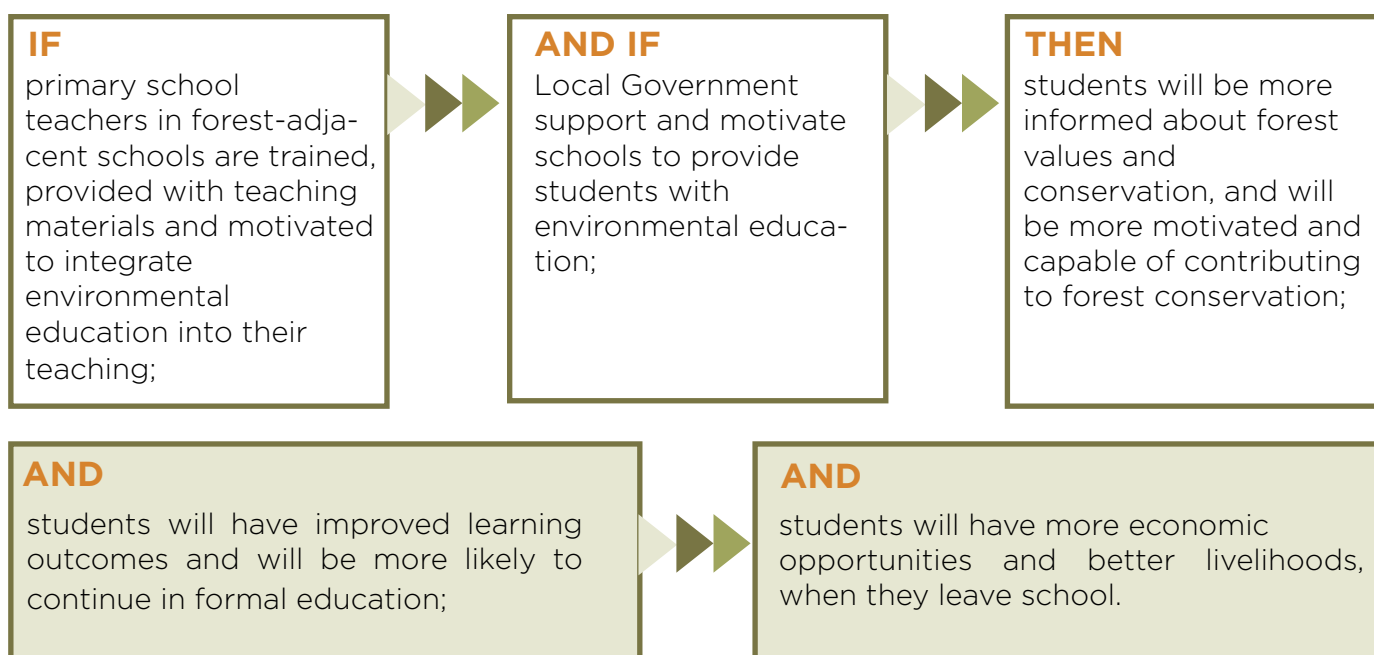 IF
primary school
teachers in forest-adja-
cent schools are trained,
provided with teaching
materials and motivated
to integrate
environmental
education into their
teaching;
AND IF
Local Government
support and motivate
schools to provide
students with
environmental educa-
tion;
THEN
students will be more
informed about forest
values and
conservation, and will
be more motivated and
capable of contributing
to forest conservation;
AND
students will have improved learning
outcomes and will be more likely to
continue in formal education;
AND
students will have more economic
opportunities and better livelihoods,
when they leave school.